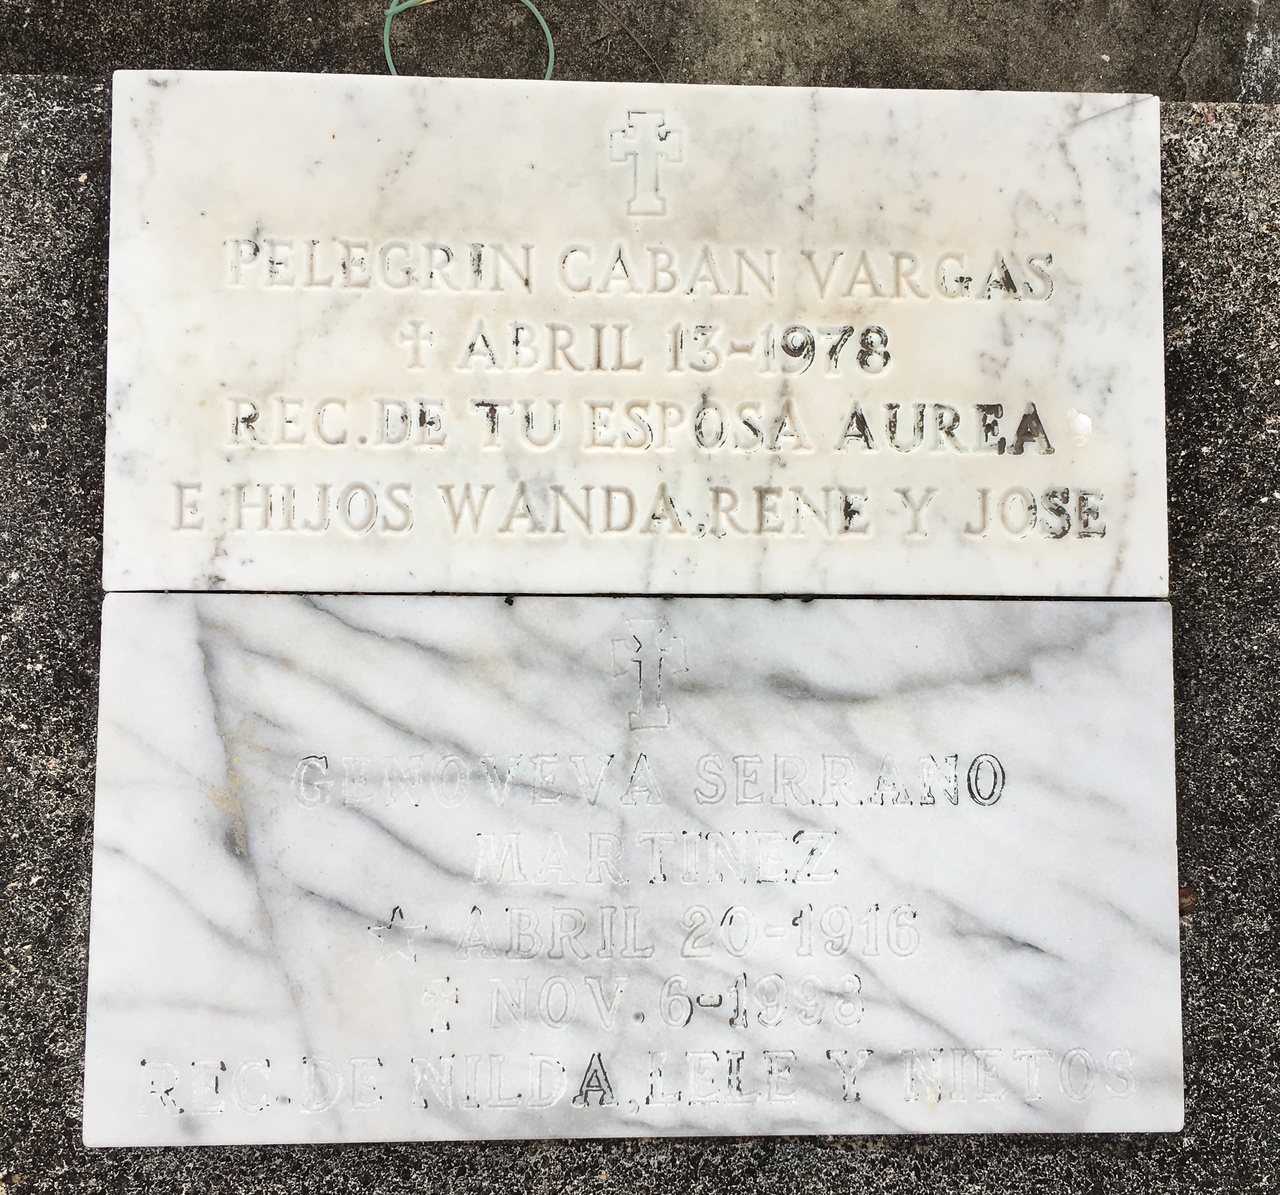 PELEGRIN CABAN VARGAS
✝ ABRIL 13-1978
REC. DE TU ESPOSA AUREA
E HIJOS WANDA, RENE Y JOSE
GENOVEVA SERRANO
MARTINEZ
☆ ABRIL 20-1916
✝ NOV. 6-1998
REC. DE NILDA, LELE Y NIETOS